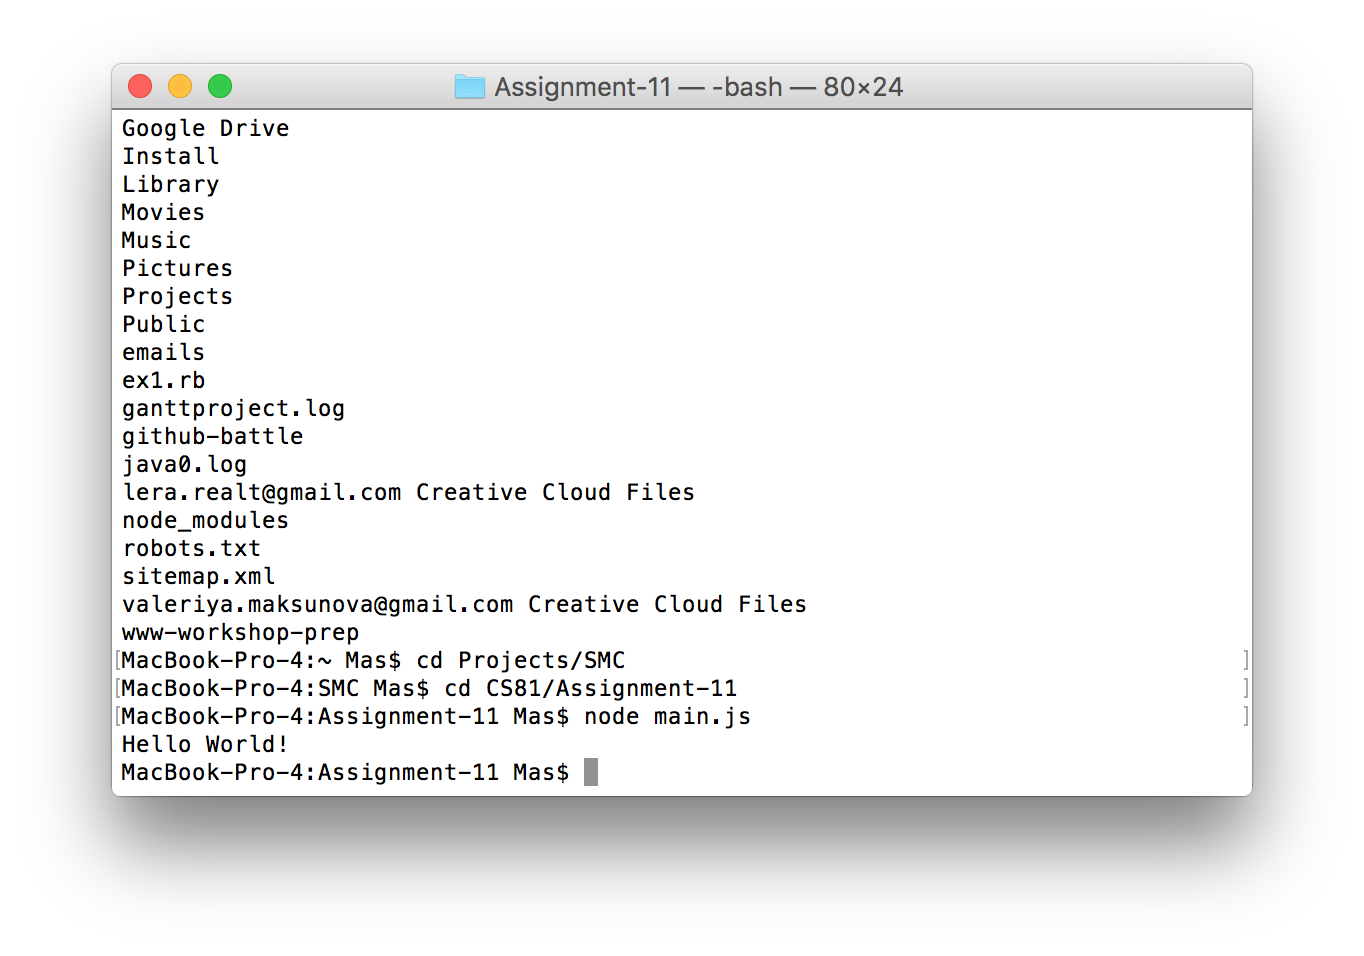 Assignment-11 — -bash — 80×24
Google Drive
Install
Library
Movies
Music
Pictures
Projects
Public
emails
ex1.rb
ganttproject.log
github-battle
java0.log
lera.realt@gmail.com Creative Cloud Files
node_modules
robots.txt
sitemap.xml
valeriya.maksunova@gmail.com Creative Cloud Files
www-workshop-prep
[MacBook-Pro-4:~ Mas$ cd Projects/SMC ]
[MacBook-Pro-4:SMC Mas$ cd CS81/Assignment-11 ]
[MacBook-Pro-4:Assignment-11 Mas$ node main.js ]
Hello World!
MacBook-Pro-4:Assignment-11 Mas$